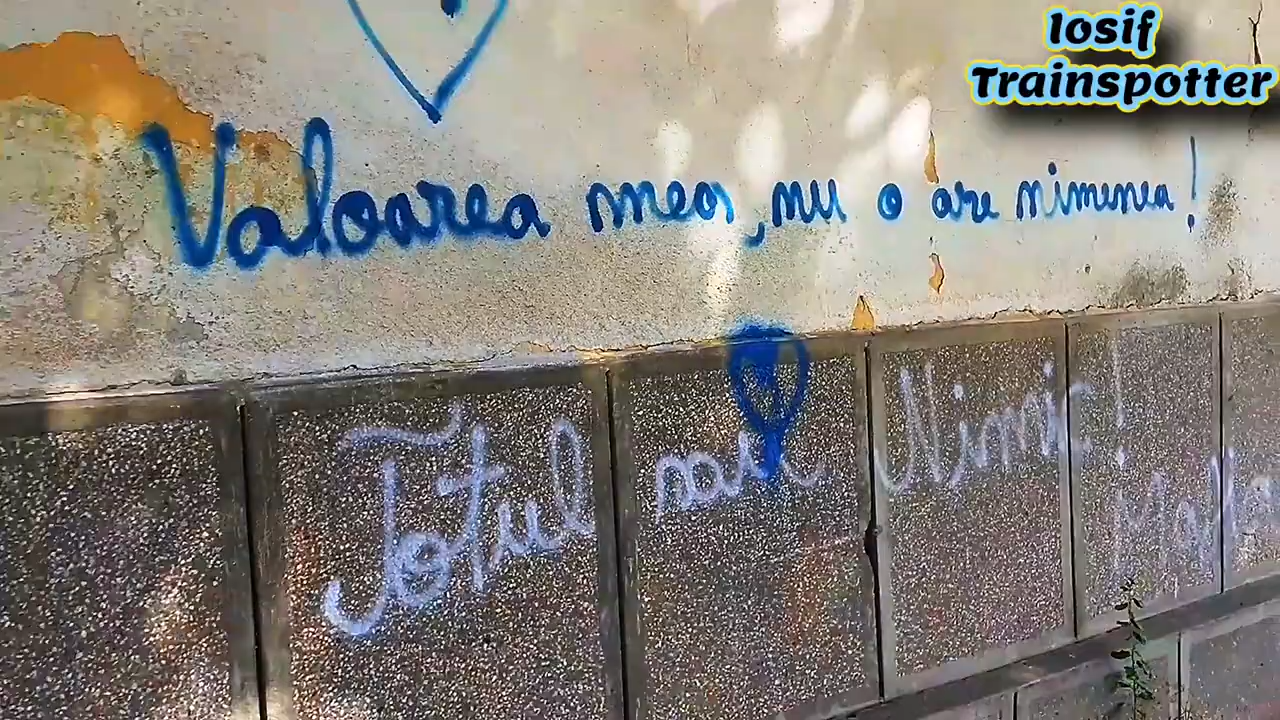 Iosif
Trainspotter
Valoarea mea, nu o are nimenea!
Totul sau Nimic!